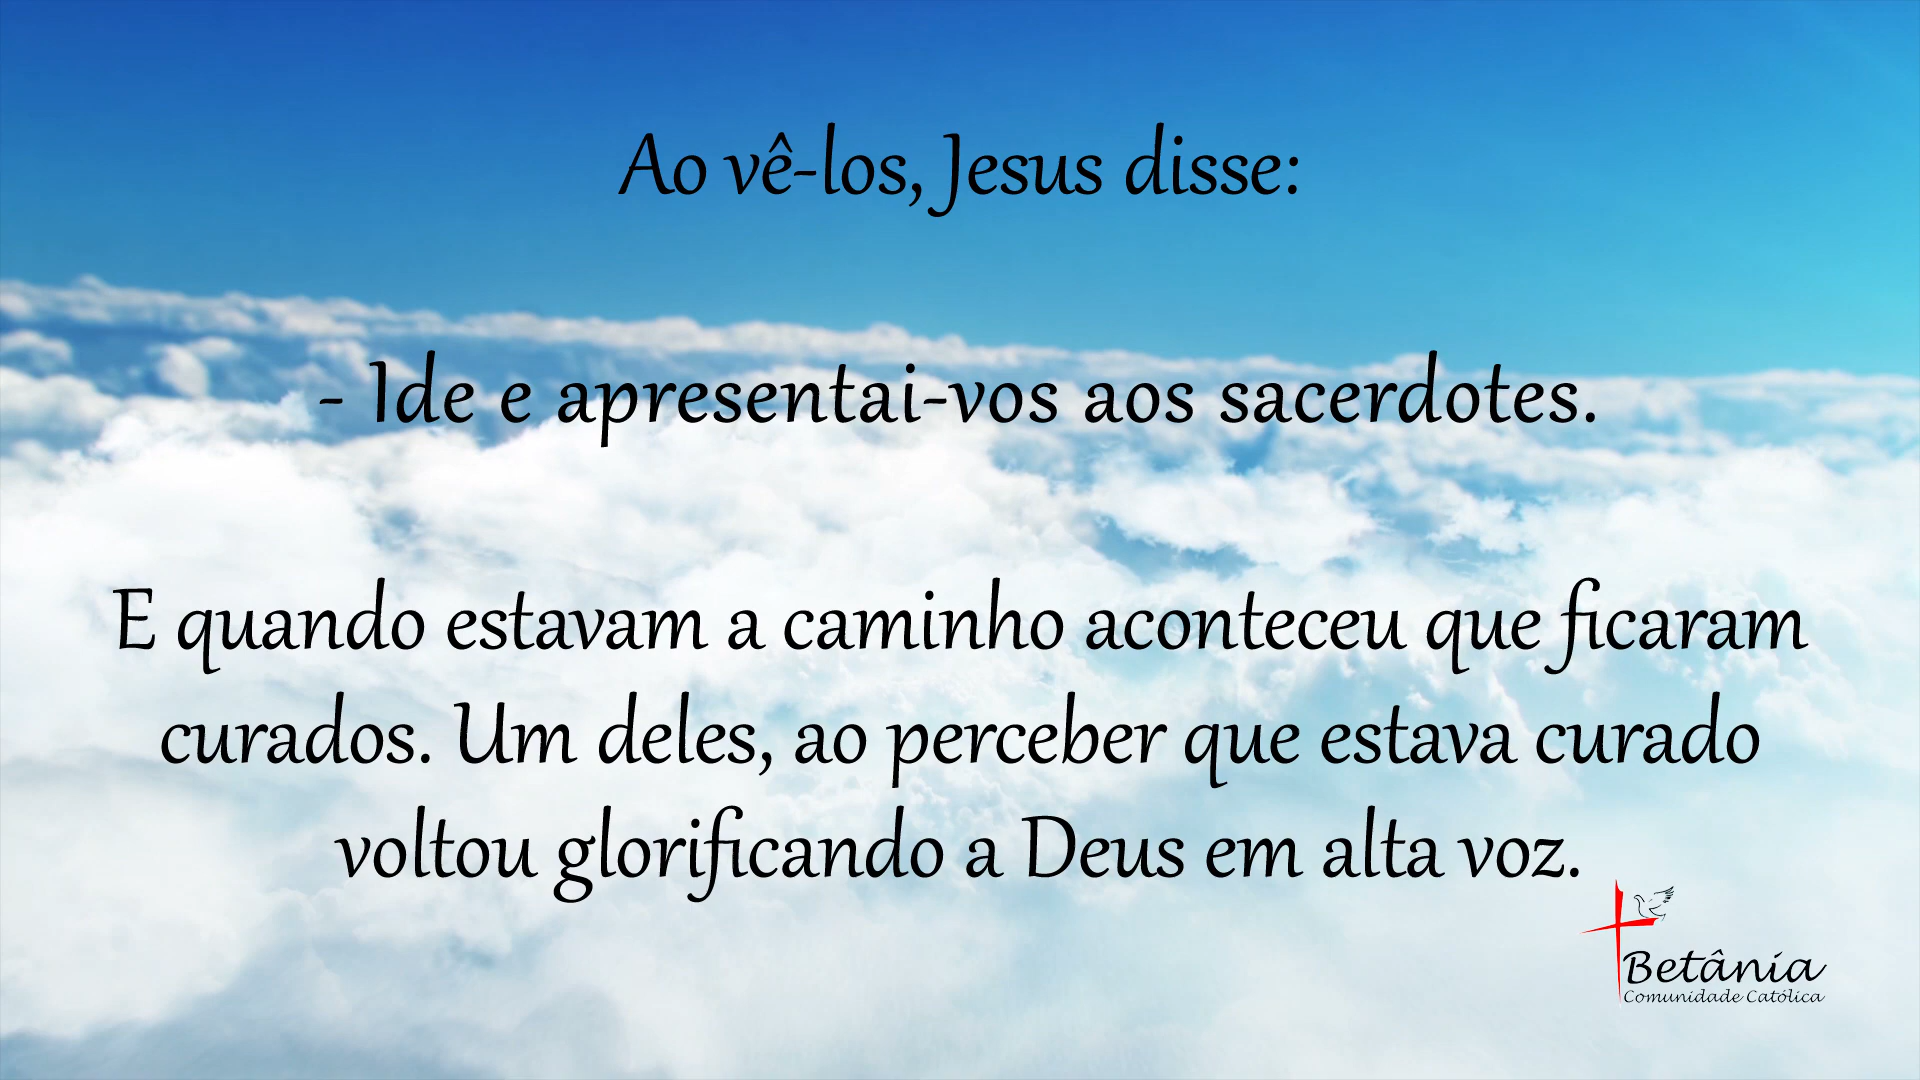 Ao vê-los, Jesus disse:
- Ide e apresentai-vos aos sacerdotes.
E quando estavam a caminho aconteceu que ficaram
curados. Um deles, ao perceber que estava curado
voltou glorificando a Deus em alta voz.
Betânia
Comunidade Católica